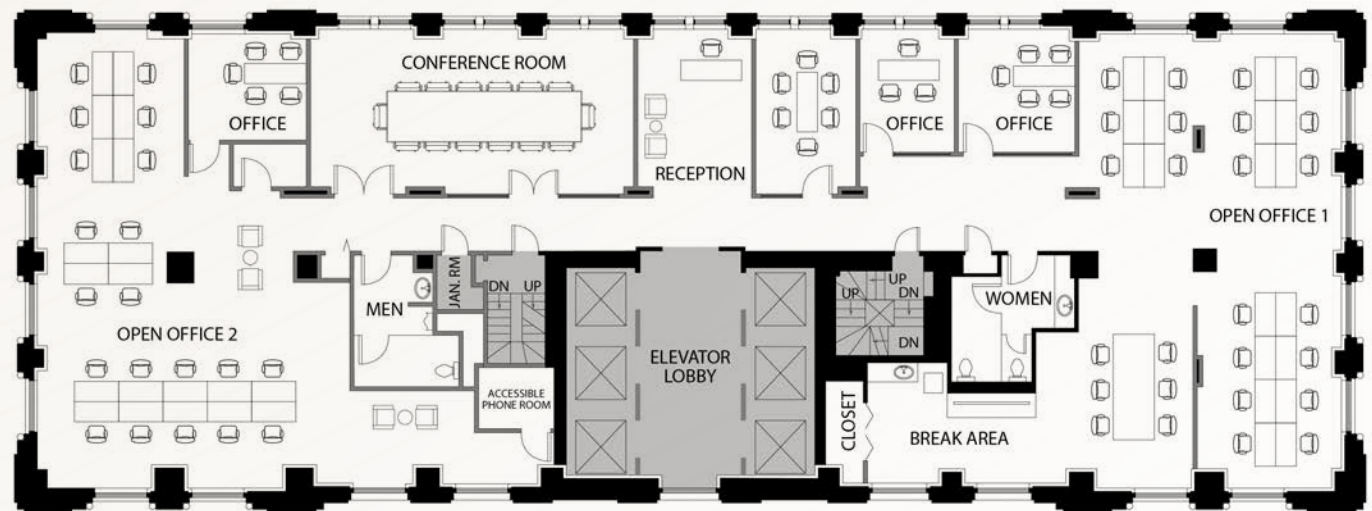 CONFERENCE ROOM
OFFICE
RECEPTION
OFFICE
OFFICE
OPEN OFFICE 1
JAN. RM
DN UP
MEN
UP
UP
DN
DN
WOMEN
OPEN OFFICE 2
ELEVATOR
LOBBY
ACCESSIBLE
PHONE ROOM
CLOSET
BREAK AREA